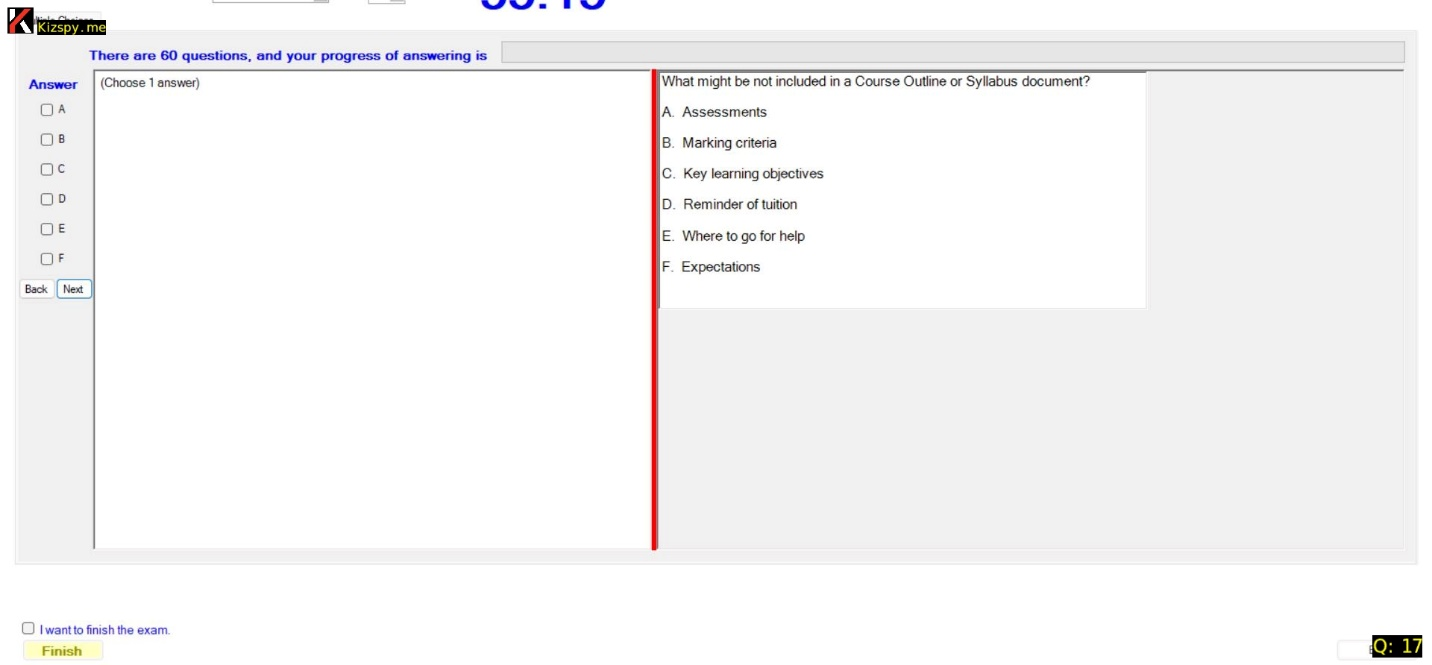 Kizspy.me
There are 60 questions, and your progress of answering is
Answer
(Choose 1 answer)
A
B
C
D
E
F
Back Next
What might be not included in a Course Outline or Syllabus document?
A. Assessments
B. Marking criteria
C. Key learning objectives
D. Reminder of tuition
E. Where to go for help
F. Expectations
I want to finish the exam.
Finish
Q: 17